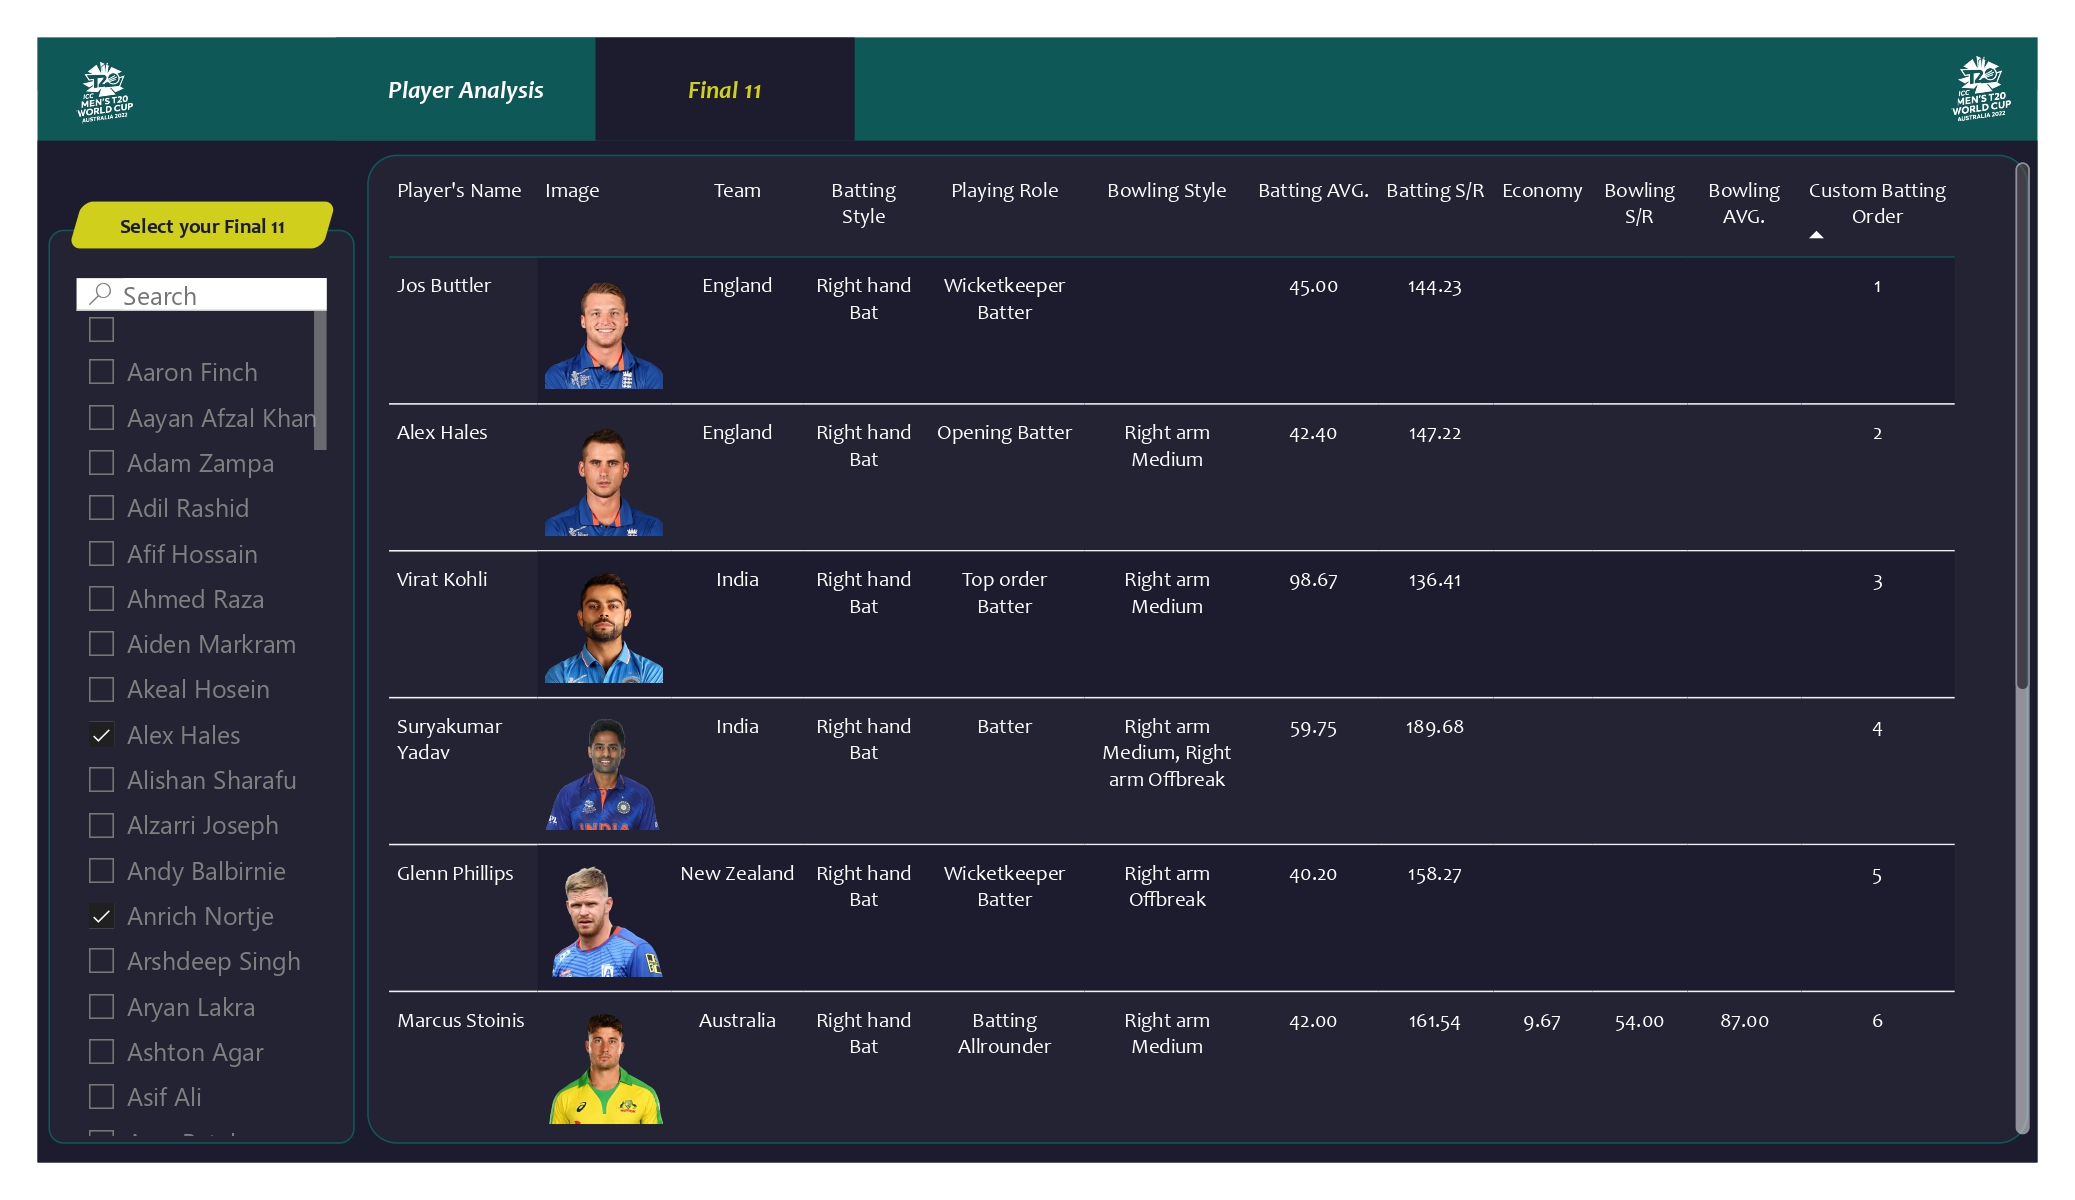 ICC
MEN'S T20
WORLD CUP
AUSTRALIA 2022
Player Analysis
Final 11
ICC
MEN'S T20
WORLD CUP
AUSTRALIA 2022
Select your Final 11
Search
Aaron Finch
Aayan Afzal Khan
Adam Zampa
Adil Rashid
Afif Hossain
Ahmed Raza
Aiden Markram
Akeal Hosein
Alex Hales
Alishan Sharafu
Alzarri Joseph
Andy Balbirnie
Anrich Nortje
Arshdeep Singh
Aryan Lakra
Ashton Agar
Asif Ali
Player's Name Image Team Batting Playing Role Bowling Style Batting AVG. Batting S/R Economy Bowling Bowling Custom Batting
Style S/R AVG. Order
Jos Buttler England Right hand Wicketkeeper 45.00 144.23 1
Bat Batter
Alex Hales England Right hand Opening Batter Right arm 42.40 147.22 2
Bat Medium
Virat Kohli India Right hand Top order Right arm 98.67 136.41 3
Bat Batter Medium
Suryakumar India Right hand Batter Right arm 59.75 189.68 4
Yadav Bat Medium, Right
arm Offbreak
INDIA
Glenn Phillips New Zealand Right hand Wicketkeeper Right arm 40.20 158.27 5
Bat Batter Offbreak
Marcus Stoinis Australia Right hand Batting Right arm 42.00 161.54 9.67 54.00 87.00 6
Bat Allrounder Medium